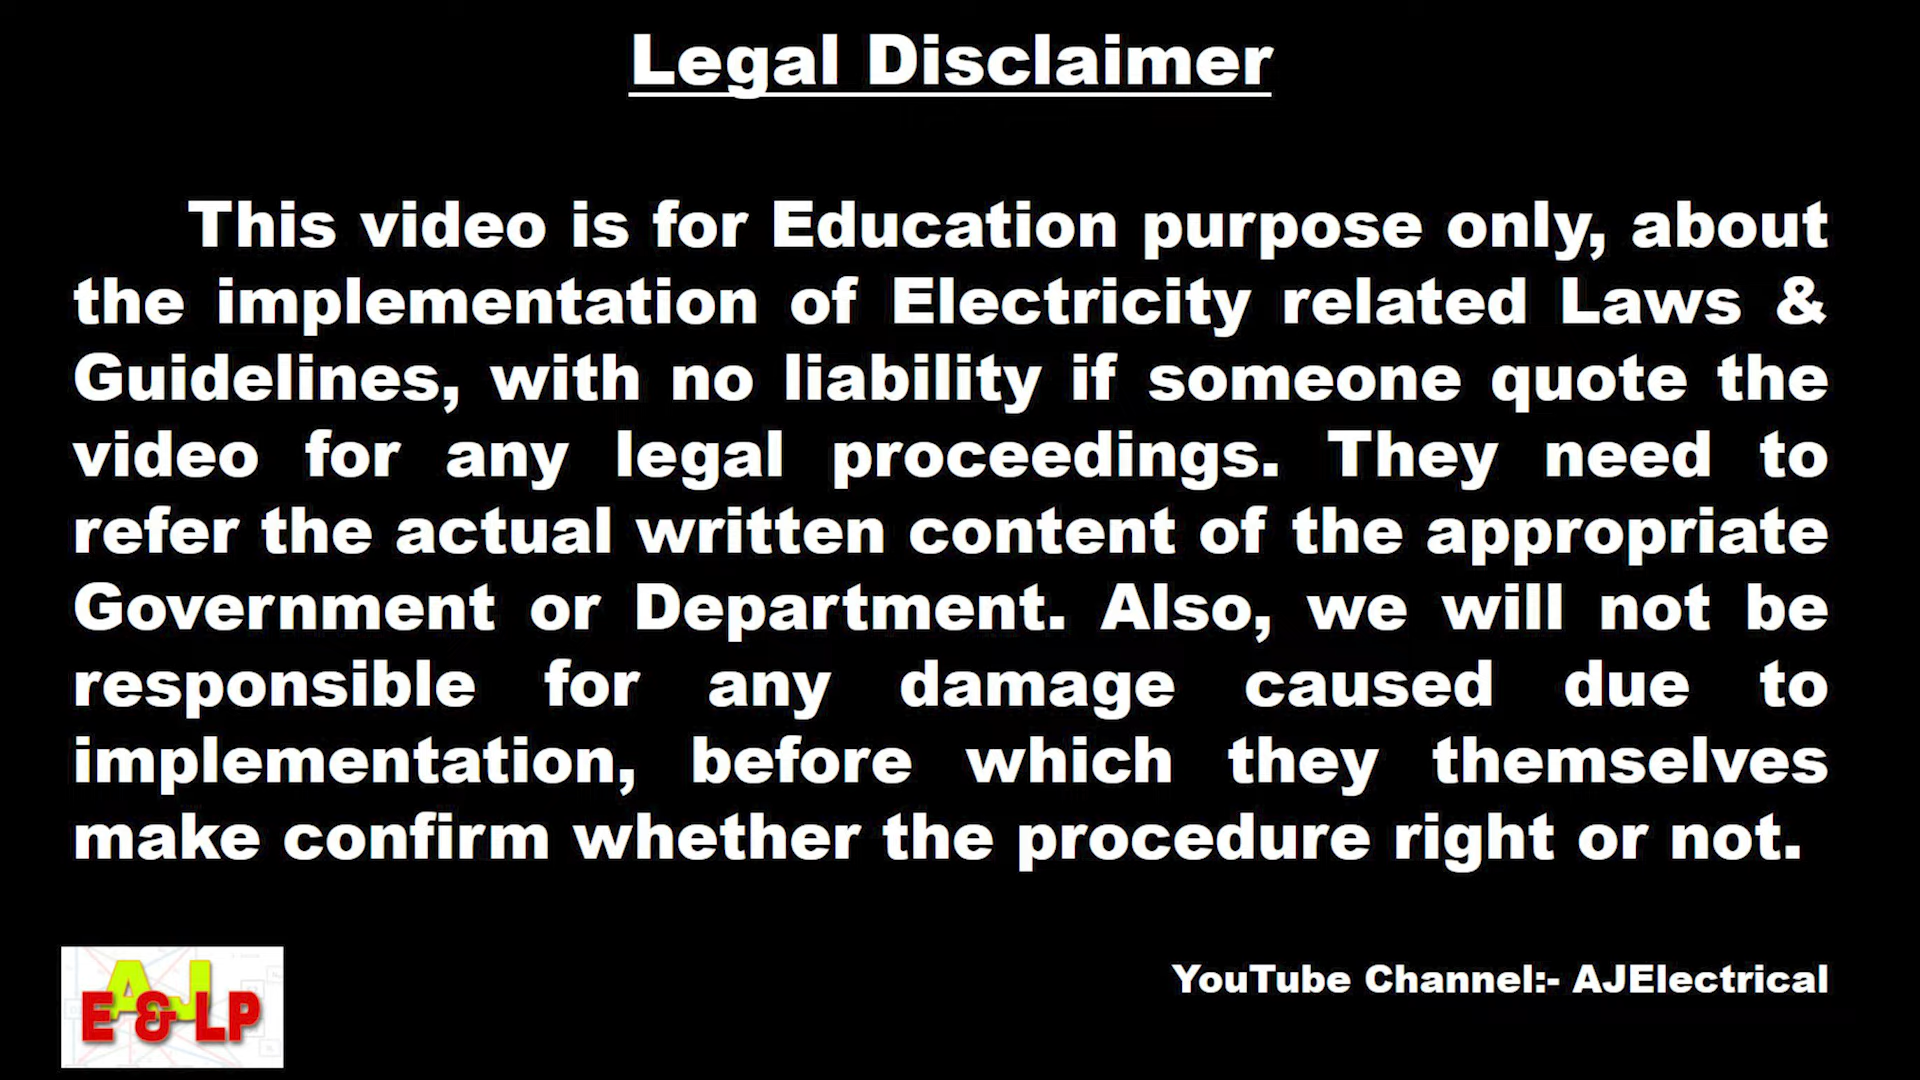 Legal Disclaimer
This video is for Education purpose only, about
the implementation of Electricity related Laws &
Guidelines, with no liability if someone quote the
video for any legal proceedings. They need to
refer the actual written content of the appropriate
Government or Department. Also, we will not be
responsible for any damage caused due to
implementation, before which they themselves
make confirm whether the procedure right or not.
AJ
E & LP
YouTube Channel:- AJElectrical